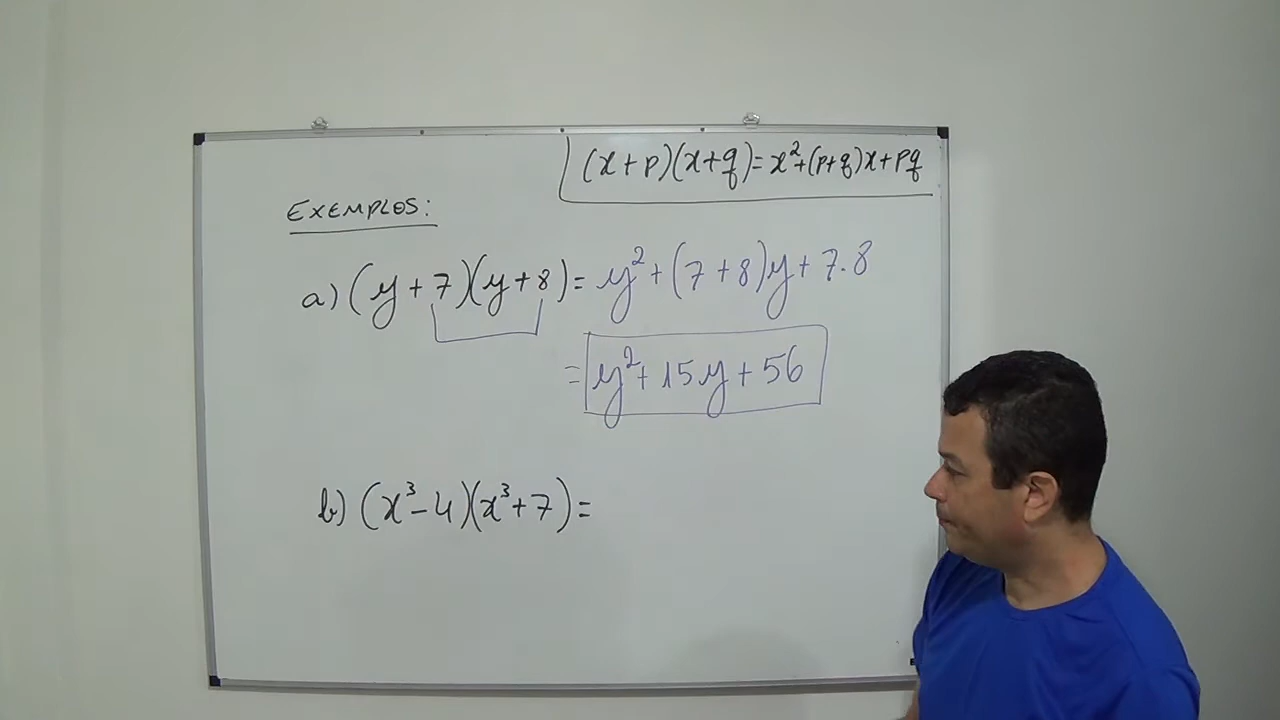 (x+p)(x+q)=x²+(p+q)x+pq
EXEMPLOS:
a) (y+7)(y+8)= y²+(7+8)y+7.8
= y²+15y+56
b) (x³-4)(x³+7)=